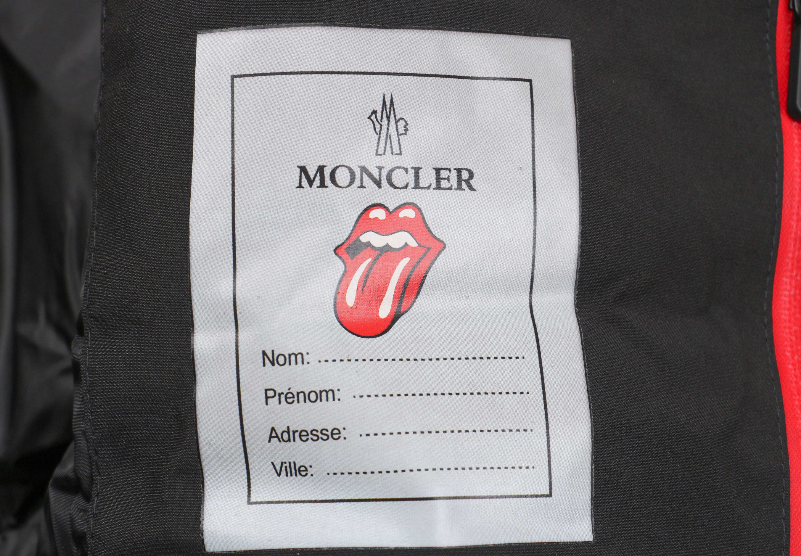 MONCLER
Nom:
Prénom:
Adresse:
Ville: